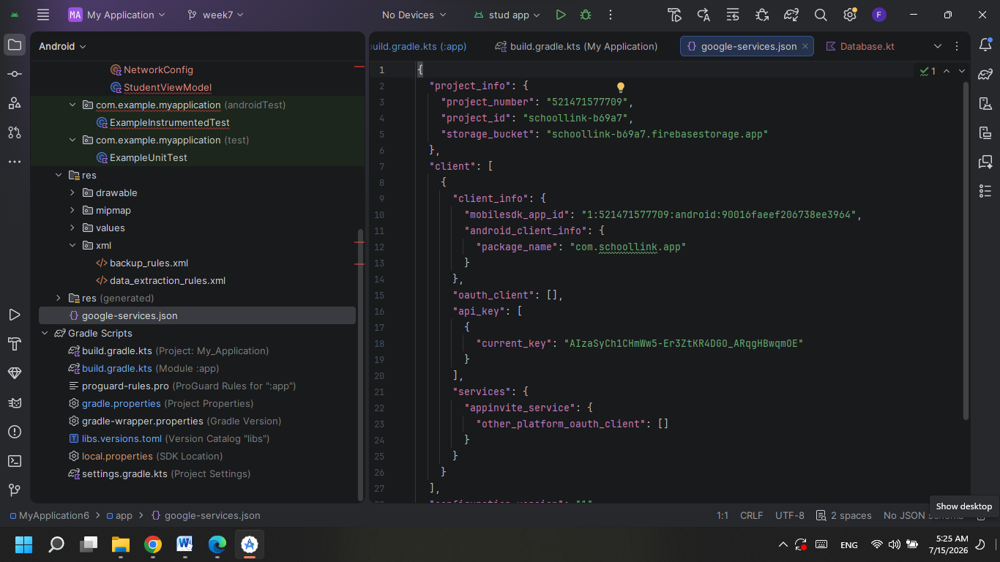 MA My Application
week7
No Devices
stud app
F
Android
build.gradle.kts (:app)
build.gradle.kts (My Application)
{} google-services.json
Database.kt
NetworkConfig
StudentViewModel
com.example.myapplication (androidTest)
ExampleInstrumentedTest
com.example.myapplication (test)
ExampleUnitTest
res
drawable
mipmap
values
xml
</> backup_rules.xml
</> data_extraction_rules.xml
res (generated)
{} google-services.json
Gradle Scripts
build.gradle.kts (Project: My_Application)
build.gradle.kts (Module :app)
proguard-rules.pro (ProGuard Rules for ":app")
gradle.properties (Project Properties)
gradle-wrapper.properties (Gradle Version)
libs.versions.toml (Version Catalog "libs")
local.properties (SDK Location)
settings.gradle.kts (Project Settings)
1
1 {
2 "project_info": {
3 "project_number": "521471577709",
4 "project_id": "schoollink-b69a7",
5 "storage_bucket": "schoollink-b69a7.firebasestorage.app"
6 },
7 "client": [
8 {
9 "client_info": {
10 "mobilesdk_app_id": "1:521471577709:android:90016faeef206738ee3964",
11 "android_client_info": {
12 "package_name": "com.schoollink.app"
13 }
14 },
15 "oauth_client": [],
16 "api_key": [
17 {
18 "current_key": "AIzaSyCh1CHmWw5-Er3ZtKR4DGO_ARqgHBwqmOE"
19 }
20 ],
21 "services": {
22 "appinvite_service": {
23 "other_platform_oauth_client": []
24 }
25 }
26 }
27 ],
"configuration_version": "1"
Show desktop
MyApplication6 > app > {} google-services.json
1:1 CRLF UTF-8 2 spaces No JSON schema
ENG
5:25 AM
7/15/2026